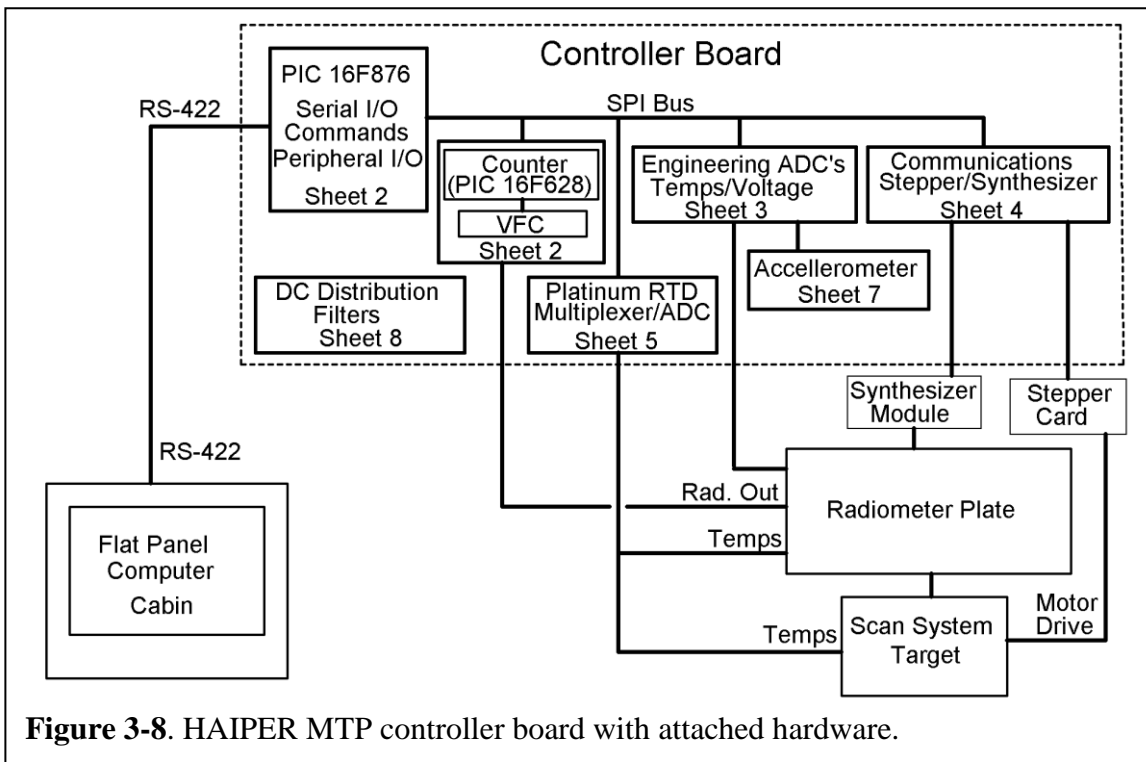 Controller Board
PIC 16F876
Serial I/O
Commands
Peripheral I/O
Sheet 2
RS-422
SPI Bus
Counter
(PIC 16F628)
VFC
Sheet 2
Engineering ADC's
Temps/Voltage
Sheet 3
Communications
Stepper/Synthesizer
Sheet 4
Accellerometer
Sheet 7
DC Distribution
Filters
Sheet 8
Platinum RTD
Multiplexer/ADC
Sheet 5
Synthesizer
Module
Stepper
Card
RS-422
Rad. Out
Radiometer Plate
Temps
Flat Panel
Computer
Cabin
Temps
Scan System
Target
Motor
Drive
Figure 3-8. HAIPER MTP controller board with attached hardware.